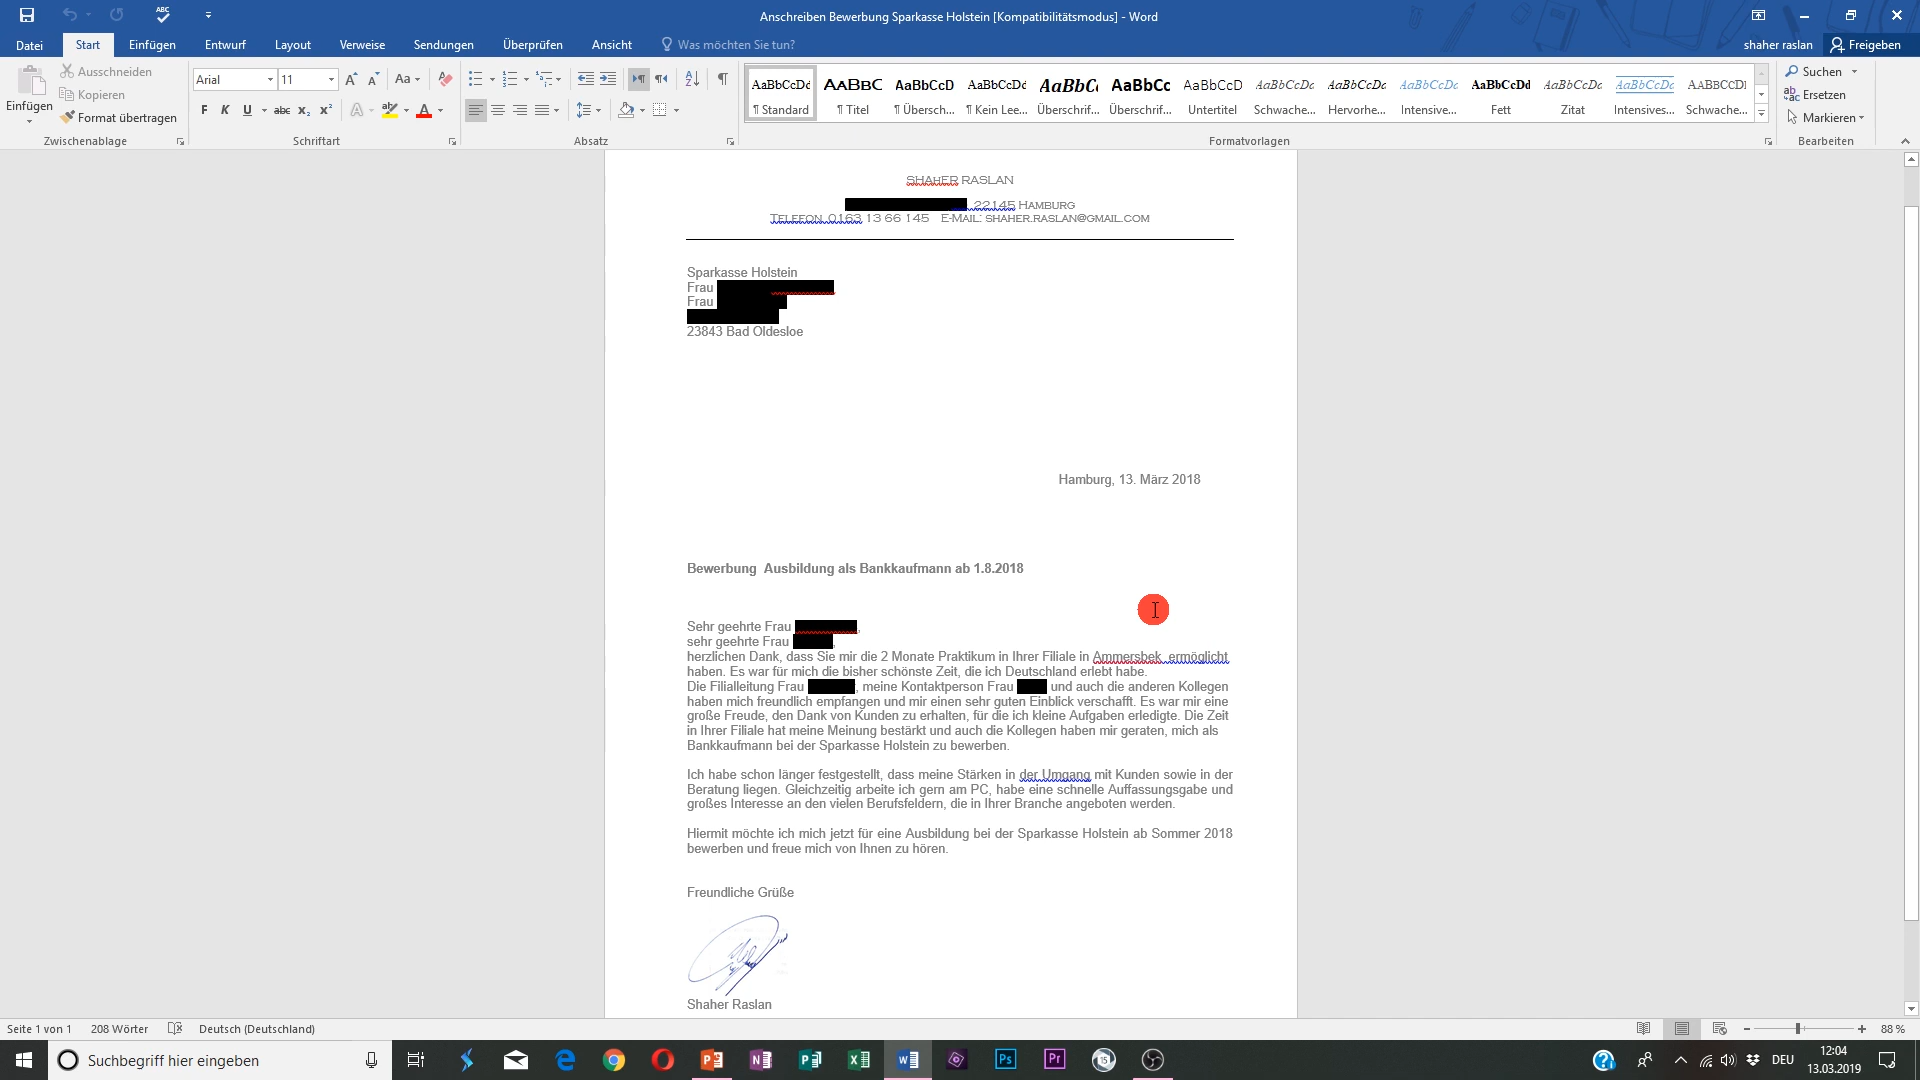 Anschreiben Bewerbung Sparkasse Holstein [Kompatibilitätsmodus] - Word
Datei Start Einfügen Entwurf Layout Verweise Sendungen Überprüfen Ansicht Was möchten Sie tun? shaher raslan Freigeben
Einfügen
Ausschneiden
Kopieren
Format übertragen
Zwischenablage
Arial 11
Schriftart
Absatz
¶ Standard ¶ Titel ¶ Übersch... ¶ Kein Lee... Überschrif... Überschrif... Untertitel Schwache... Hervorhe... Intensive... Fett Zitat Intensives... Schwache...
Formatvorlagen
Suchen
Ersetzen
Markieren
Bearbeiten
SHAHER RASLAN
, 22145 HAMBURG
TELEFON 0163 13 66 145 E-MAIL: SHAHER.RASLAN@GMAIL.COM
Sparkasse Holstein
Frau
Frau
23843 Bad Oldesloe
Hamburg, 13. März 2018
Bewerbung Ausbildung als Bankkaufmann ab 1.8.2018
Sehr geehrte Frau ,
sehr geehrte Frau ,
herzlichen Dank, dass Sie mir die 2 Monate Praktikum in Ihrer Filiale in Ammersbek ermöglicht
haben. Es war für mich die bisher schönste Zeit, die ich Deutschland erlebt habe.
Die Filialleitung Frau , meine Kontaktperson Frau und auch die anderen Kollegen
haben mich freundlich empfangen und mir einen sehr guten Einblick verschafft. Es war mir eine
große Freude, den Dank von Kunden zu erhalten, für die ich kleine Aufgaben erledigte. Die Zeit
in Ihrer Filiale hat meine Meinung bestärkt und auch die Kollegen haben mir geraten, mich als
Bankkaufmann bei der Sparkasse Holstein zu bewerben.
Ich habe schon länger festgestellt, dass meine Stärken in der Umgang mit Kunden sowie in der
Beratung liegen. Gleichzeitig arbeite ich gern am PC, habe eine schnelle Auffassungsgabe und
großes Interesse an den vielen Berufsfeldern, die in Ihrer Branche angeboten werden.
Hiermit möchte ich mich jetzt für eine Ausbildung bei der Sparkasse Holstein ab Sommer 2018
bewerben und freue mich von Ihnen zu hören.
Freundliche Grüße
Shaher Raslan
Seite 1 von 1 208 Wörter Deutsch (Deutschland) 88 %
Suchbegriff hier eingeben
DEU
12:04
13.03.2019